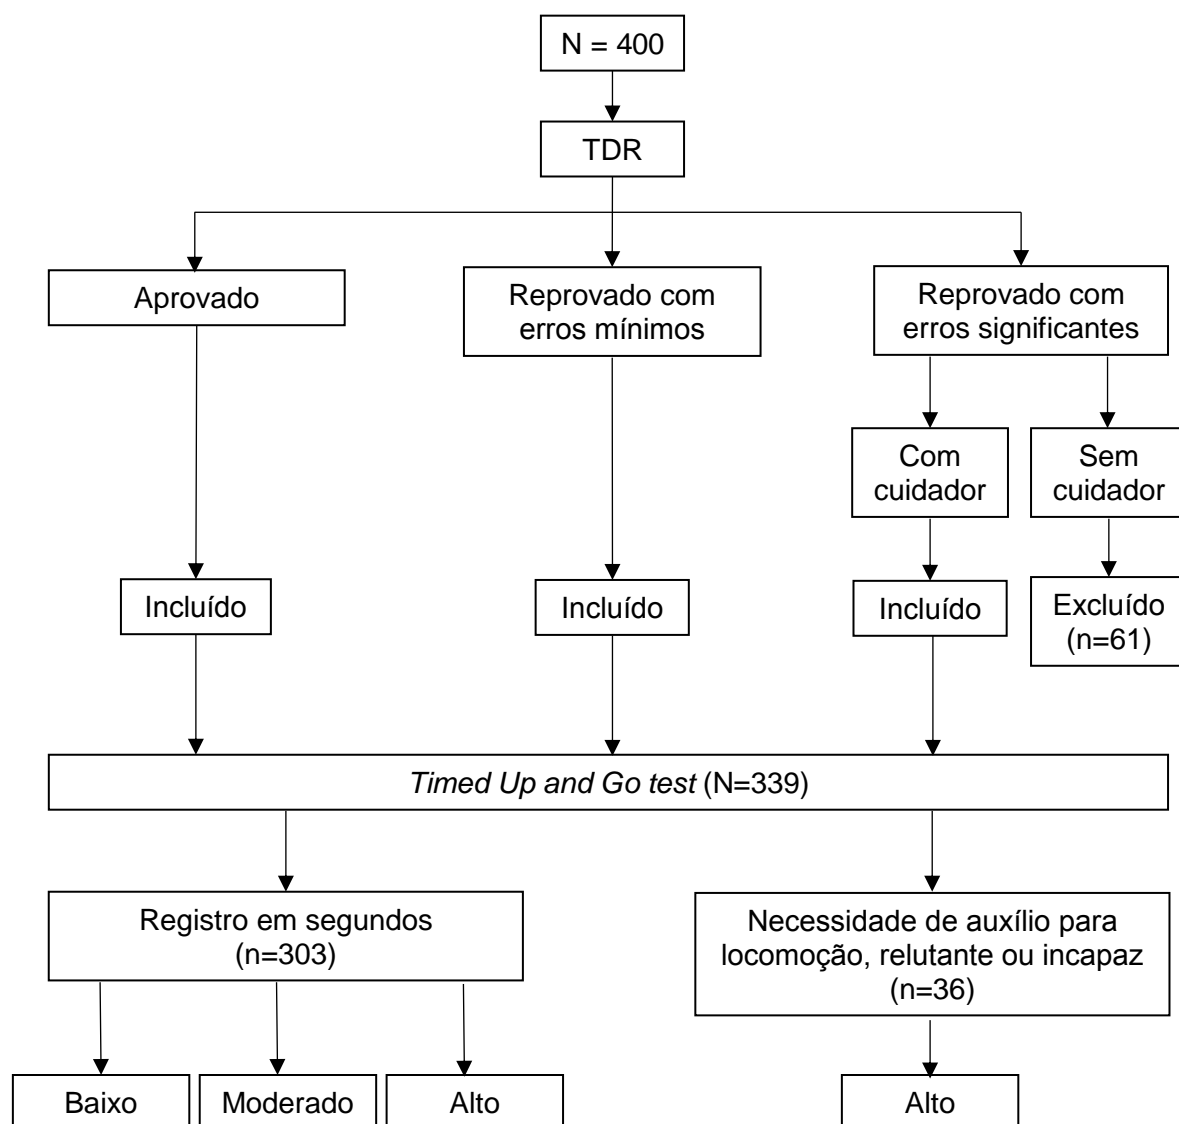 N = 400
TDR
Aprovado
Reprovado com
erros mínimos
Reprovado com
erros significantes
Com
cuidador
Sem
cuidador
Incluído
Incluído
Incluído
Excluído
(n=61)
Timed Up and Go test (N=339)
Registro em segundos
(n=303)
Necessidade de auxílio para
locomoção, relutante ou incapaz
(n=36)
Baixo
Moderado
Alto
Alto